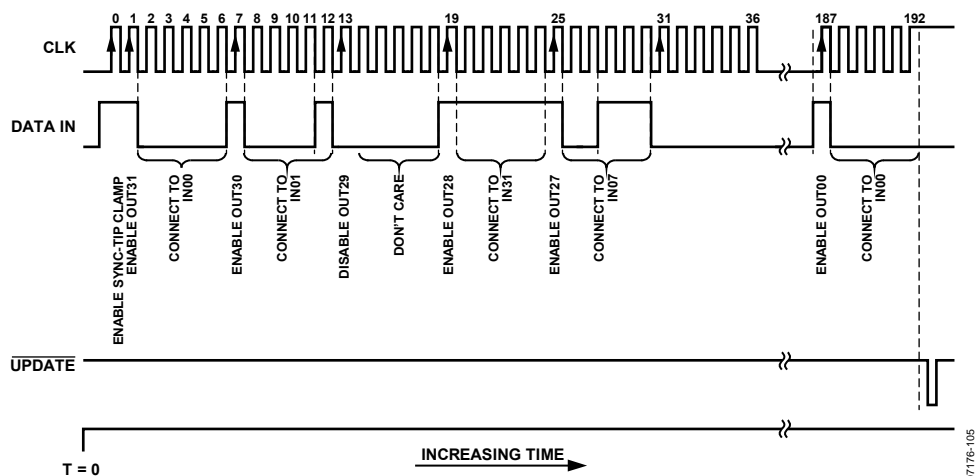 0 1 2 3 4 5 6 7 8 9 10 11 12 13 19 25 31 36 187 192
CLK
DATA IN
ENABLE SYNC-TIP CLAMP
ENABLE OUT31
CONNECT TO
IN00
ENABLE OUT30
CONNECT TO
IN01
DISABLE OUT29
DON'T CARE
ENABLE OUT28
CONNECT TO
IN31
ENABLE OUT27
CONNECT TO
IN07
ENABLE OUT00
CONNECT TO
IN00
UPDATE
T = 0
INCREASING TIME
7176-105